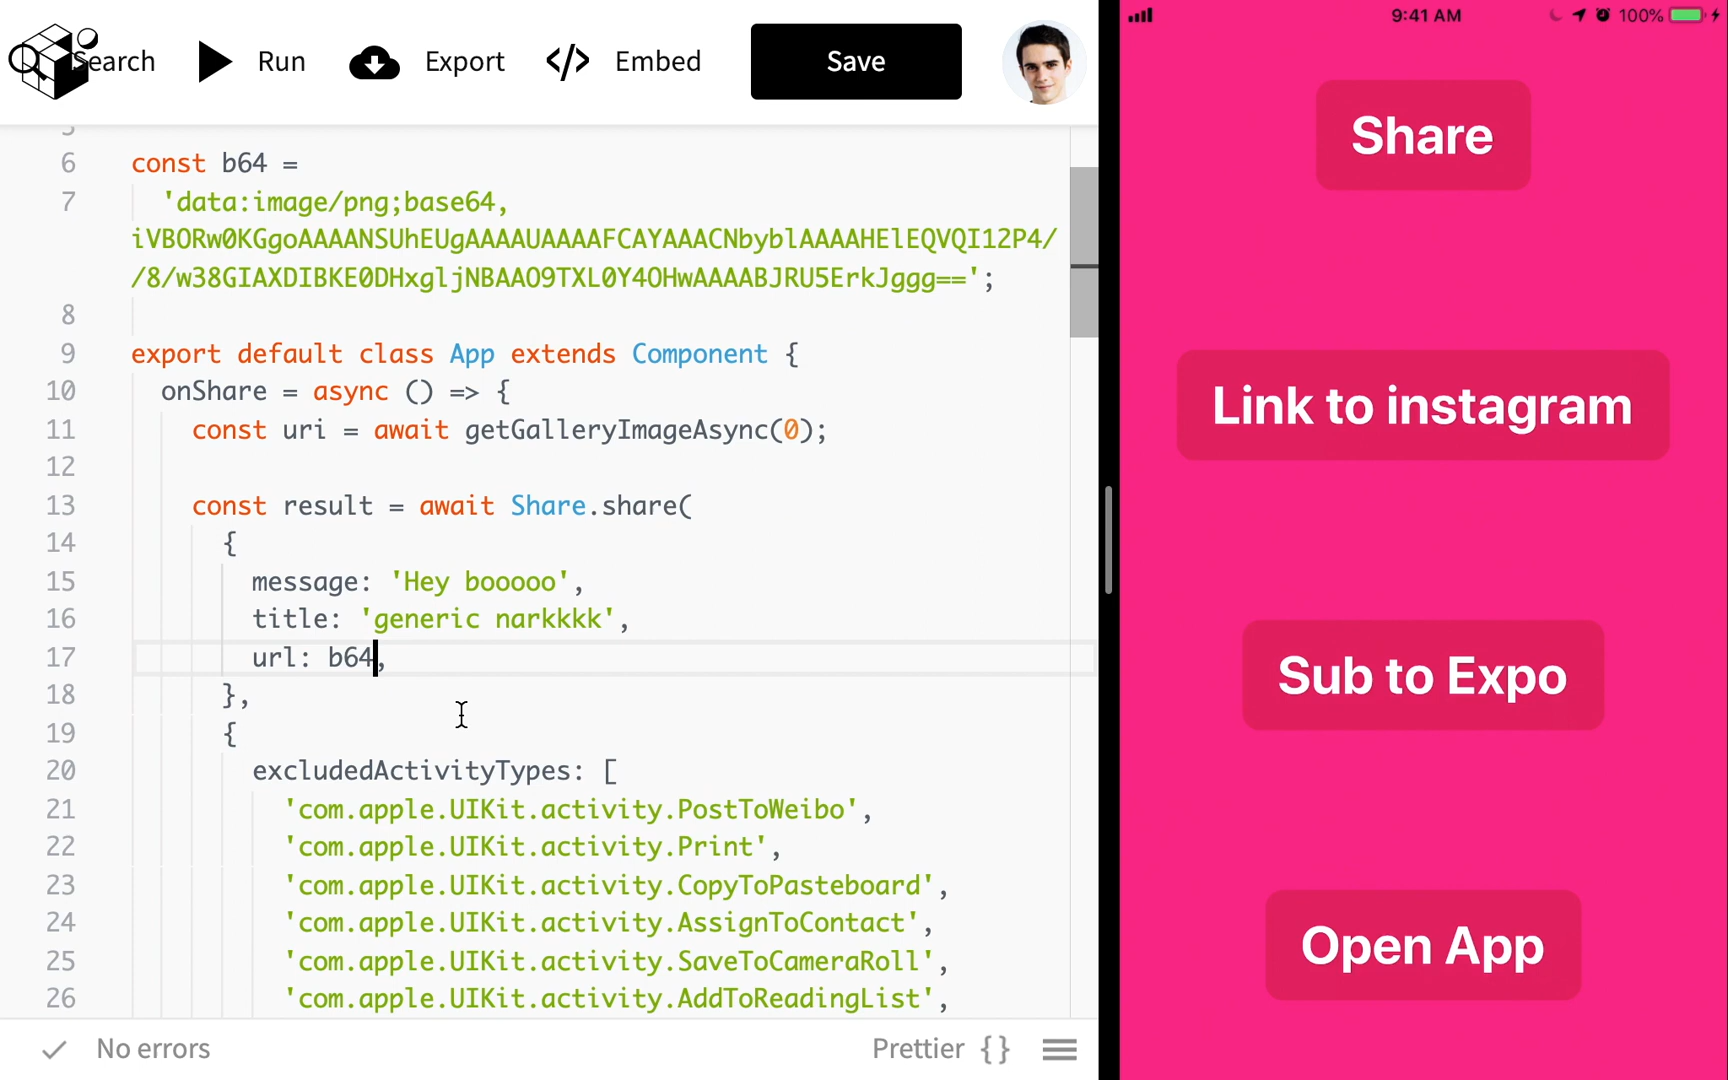 Search
Run
Export
</> Embed
Save
5
6 const b64 =
7 'data:image/png;base64,
iVBORw0KGgoAAAANSUhEUgAAAAUAAAAFCAYAAACNbyblAAAAHElEQVQI12P4/
/8/w38GIAXDIBKE0DHxgljNBAAO9TXL0Y4OHwAAAABJRU5ErkJggg==';
8
9 export default class App extends Component {
10 onShare = async () => {
11 const uri = await getGalleryImageAsync(0);
12
13 const result = await Share.share(
14 {
15 message: 'Hey booooo',
16 title: 'generic narkkkk',
17 url: b64,
18 },
19 {
20 excludedActivityTypes: [
21 'com.apple.UIKit.activity.PostToWeibo',
22 'com.apple.UIKit.activity.Print',
23 'com.apple.UIKit.activity.CopyToPasteboard',
24 'com.apple.UIKit.activity.AssignToContact',
25 'com.apple.UIKit.activity.SaveToCameraRoll',
26 'com.apple.UIKit.activity.AddToReadingList',
No errors
Prettier { }
9:41 AM
100%
Share
Link to instagram
Sub to Expo
Open App